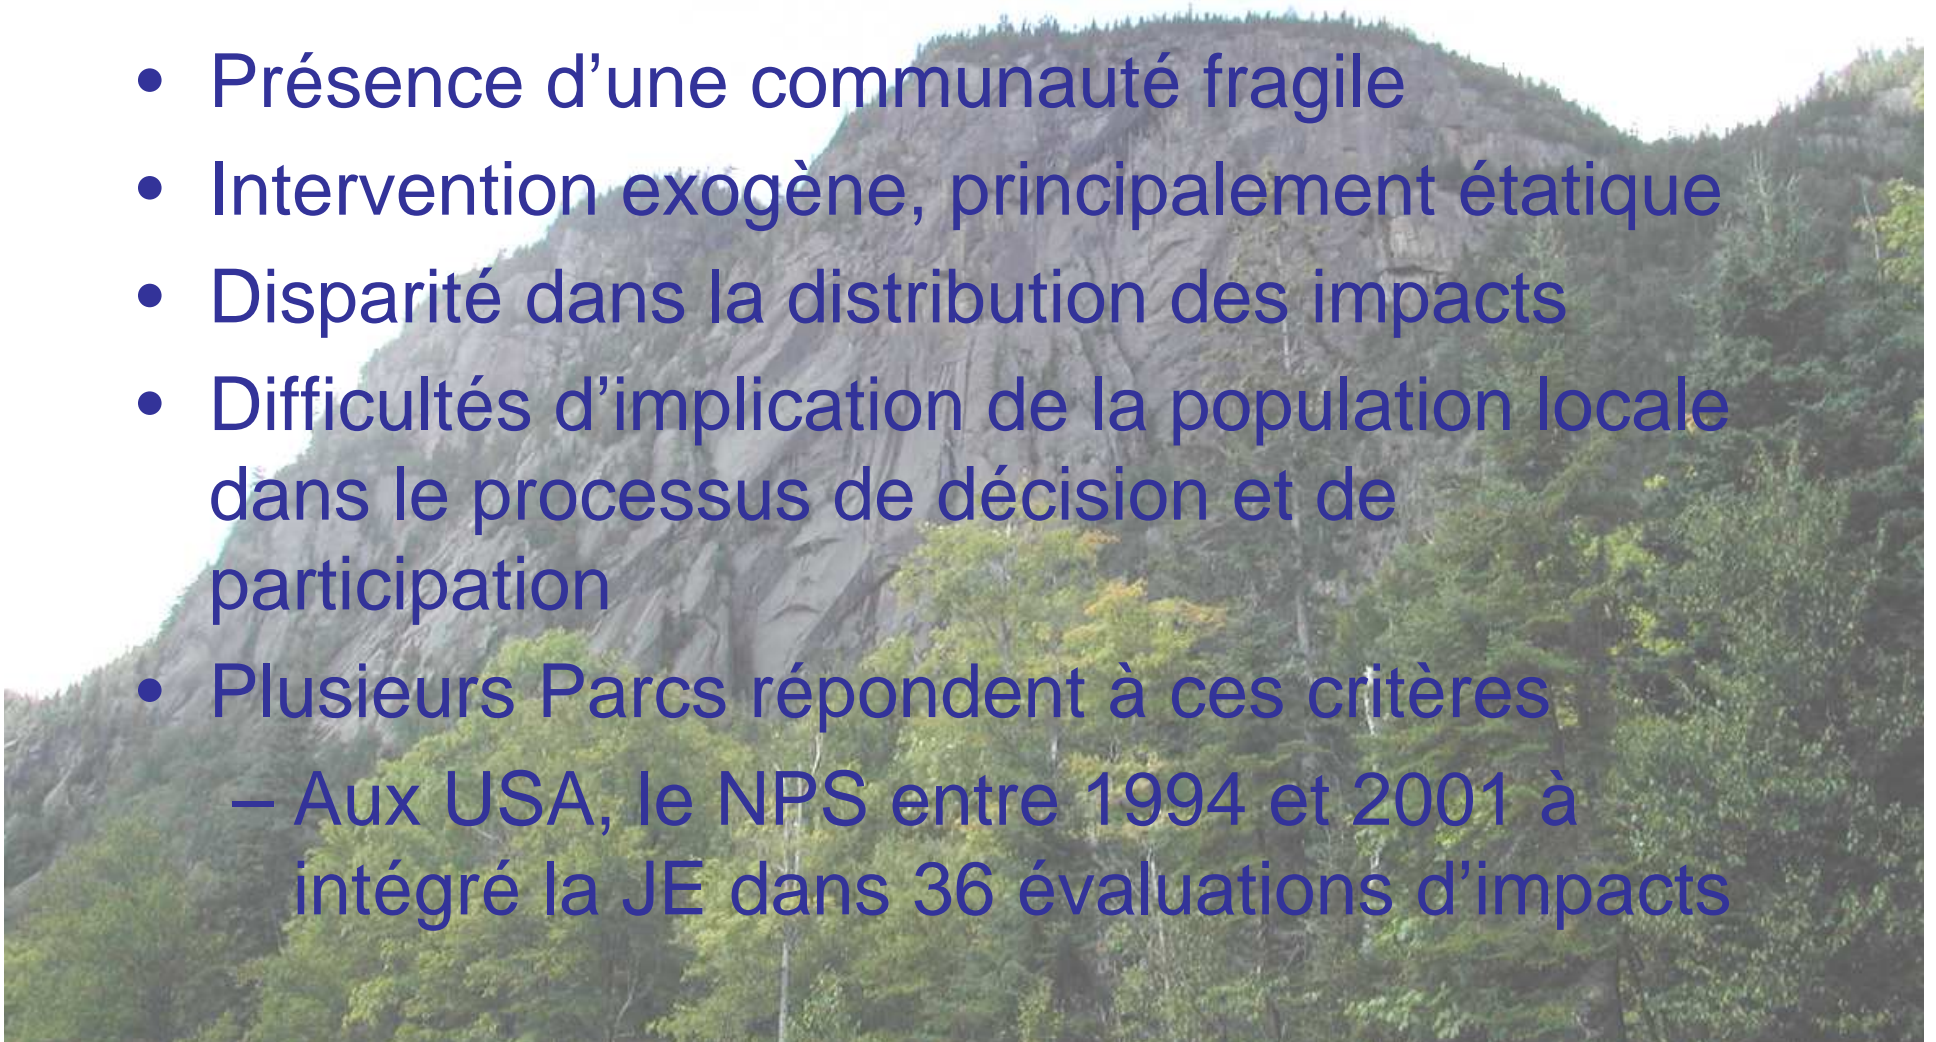 • Présence d’une communauté fragile
• Intervention exogène, principalement étatique
• Disparité dans la distribution des impacts
• Difficultés d’implication de la population locale
dans le processus de décision et de
participation
• Plusieurs Parcs répondent à ces critères
– Aux USA, le NPS entre 1994 et 2001 à
intégré la JE dans 36 évaluations d’impacts